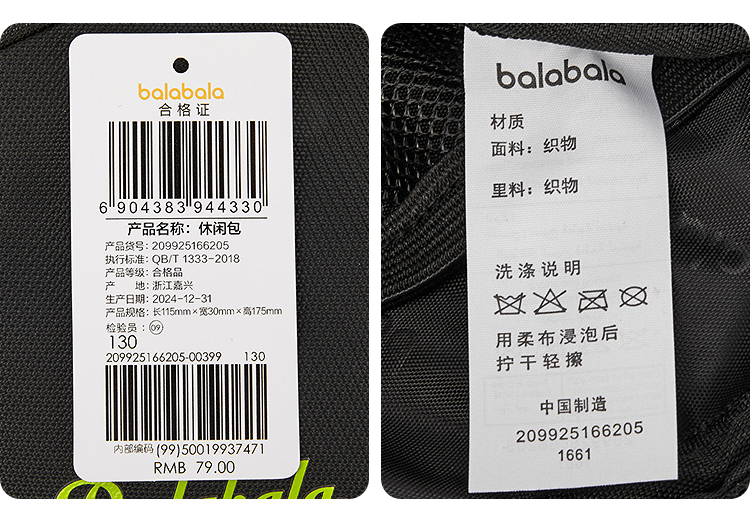 balabala
合格证
6 904383 944330
产品名称：休闲包
产品货号：209925166205
执行标准：QB/T 1333-2018
产品等级：合格品
产　　地：浙江嘉兴
生产日期：2024-12-31
产品规格：长115mm×宽30mm×高175mm
检验员：09
130
209925166205-00399 130
内部编码 (99)50019937471
RMB 79.00
Balabala
balabala
材质
面料：织物
里料：织物
洗涤说明
用柔布浸泡后
拧干轻擦
中国制造
209925166205
1661